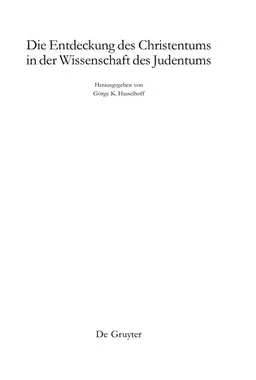 Die Entdeckung des Christentums
in der Wissenschaft des Judentums
Herausgegeben von
Görge K. Hasselhoff
De Gruyter